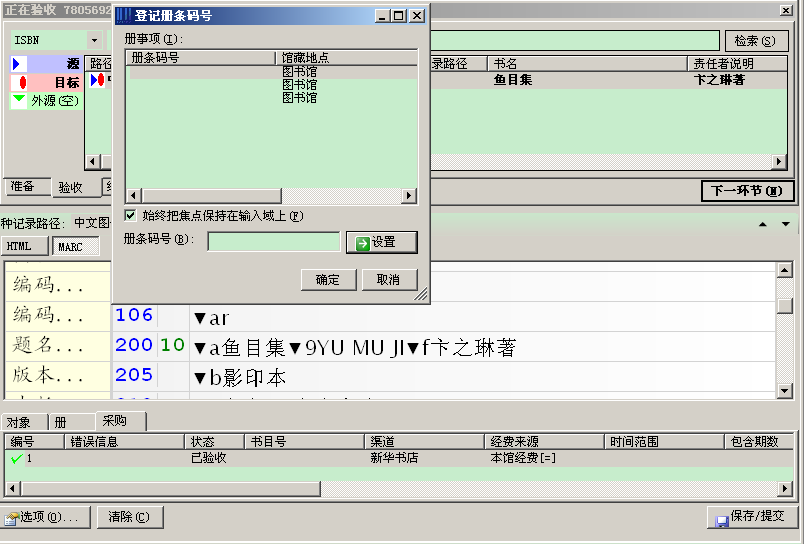 正在验收 7805692
登记册条码号
ISBN
检索(S)
册事项(I):
册条码号 馆藏地点
图书馆
图书馆
图书馆
源
目标
外源(空)
路径
录路径 书名 责任者说明
鱼目集 卞之琳著
准备 验收
下一环节(N)
始终把焦点保持在输入域上(F)
册条码号(B): 设置
确定 取消
种记录路径: 中文图
HTML MARC
编码...
编码... 106 ▼ar
题名... 200 10 ▼a鱼目集▼9YU MU JI▼f卞之琳著
版本... 205 ▼b影印本
对象 册 采购
编号 错误信息 状态 书目号 渠道 经费来源 时间范围 包含期数
1 已验收 新华书店 本馆经费[=]
选项(O)... 清除(C) 保存/提交